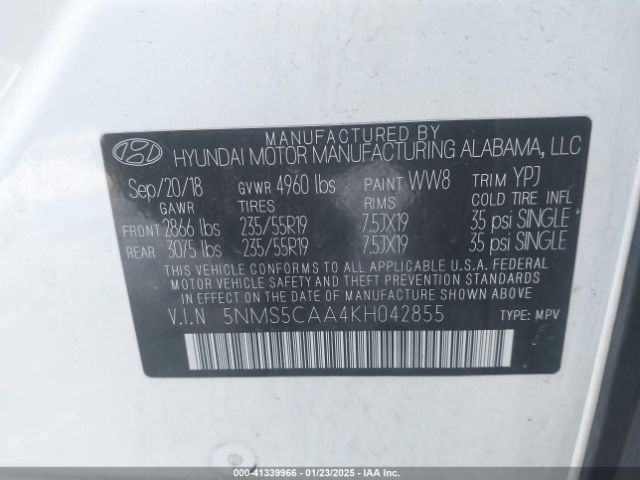 MANUFACTURED BY
HYUNDAI MOTOR MANUFACTURING ALABAMA, LLC
Sep/20/18 GVWR 4960 lbs PAINT WW8 TRIM YPJ
GAWR TIRES RIMS COLD TIRE INFL
FRONT 2866 lbs 235/55R19 7.5JX19 35 psi SINGLE
REAR 3075 lbs 235/55R19 7.5JX19 35 psi SINGLE
THIS VEHICLE CONFORMS TO ALL APPLICABLE U.S.A. FEDERAL
MOTOR VEHICLE SAFETY AND THEFT PREVENTION STANDARDS
IN EFFECT ON THE DATE OF MANUFACTURE SHOWN ABOVE.
V.I.N 5NMS5CAA4KH042855 TYPE: MPV
000-41339966 - 01/23/2025 - COPYRIGHT IAA, LLC.